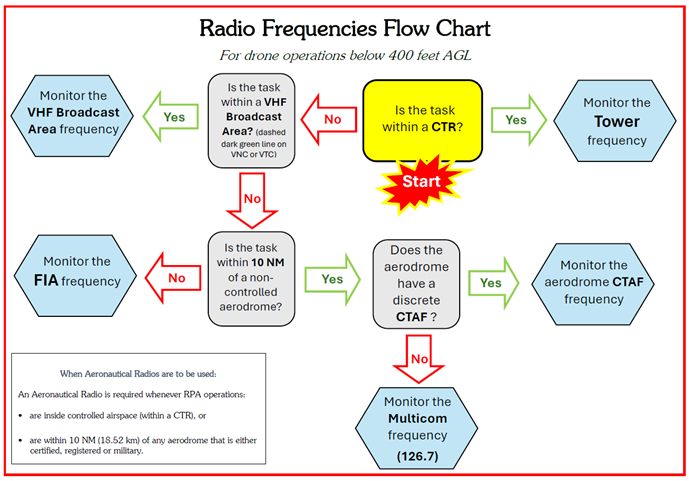 Radio Frequencies Flow Chart
For drone operations below 400 feet AGL
Monitor the
VHF Broadcast
Area frequency
Yes
Is the task
within a VHF
Broadcast
Area? (dashed
dark green line on
VNC or VTC)
No
Is the task
within a CTR?
Start
Yes
Monitor the
Tower
frequency
No
Monitor the
FIA frequency
No
Is the task
within 10 NM
of a non-
controlled
aerodrome?
Yes
Does the
aerodrome
have a
discrete
CTAF ?
Yes
Monitor the
aerodrome CTAF
frequency
No
Monitor the
Multicom
frequency
(126.7)
When Aeronautical Radios are to be used:
An Aeronautical Radio is required whenever RPA operations:
• are inside controlled airspace (within a CTR), or
• are within 10 NM (18.52 km) of any aerodrome that is either
certified, registered or military.